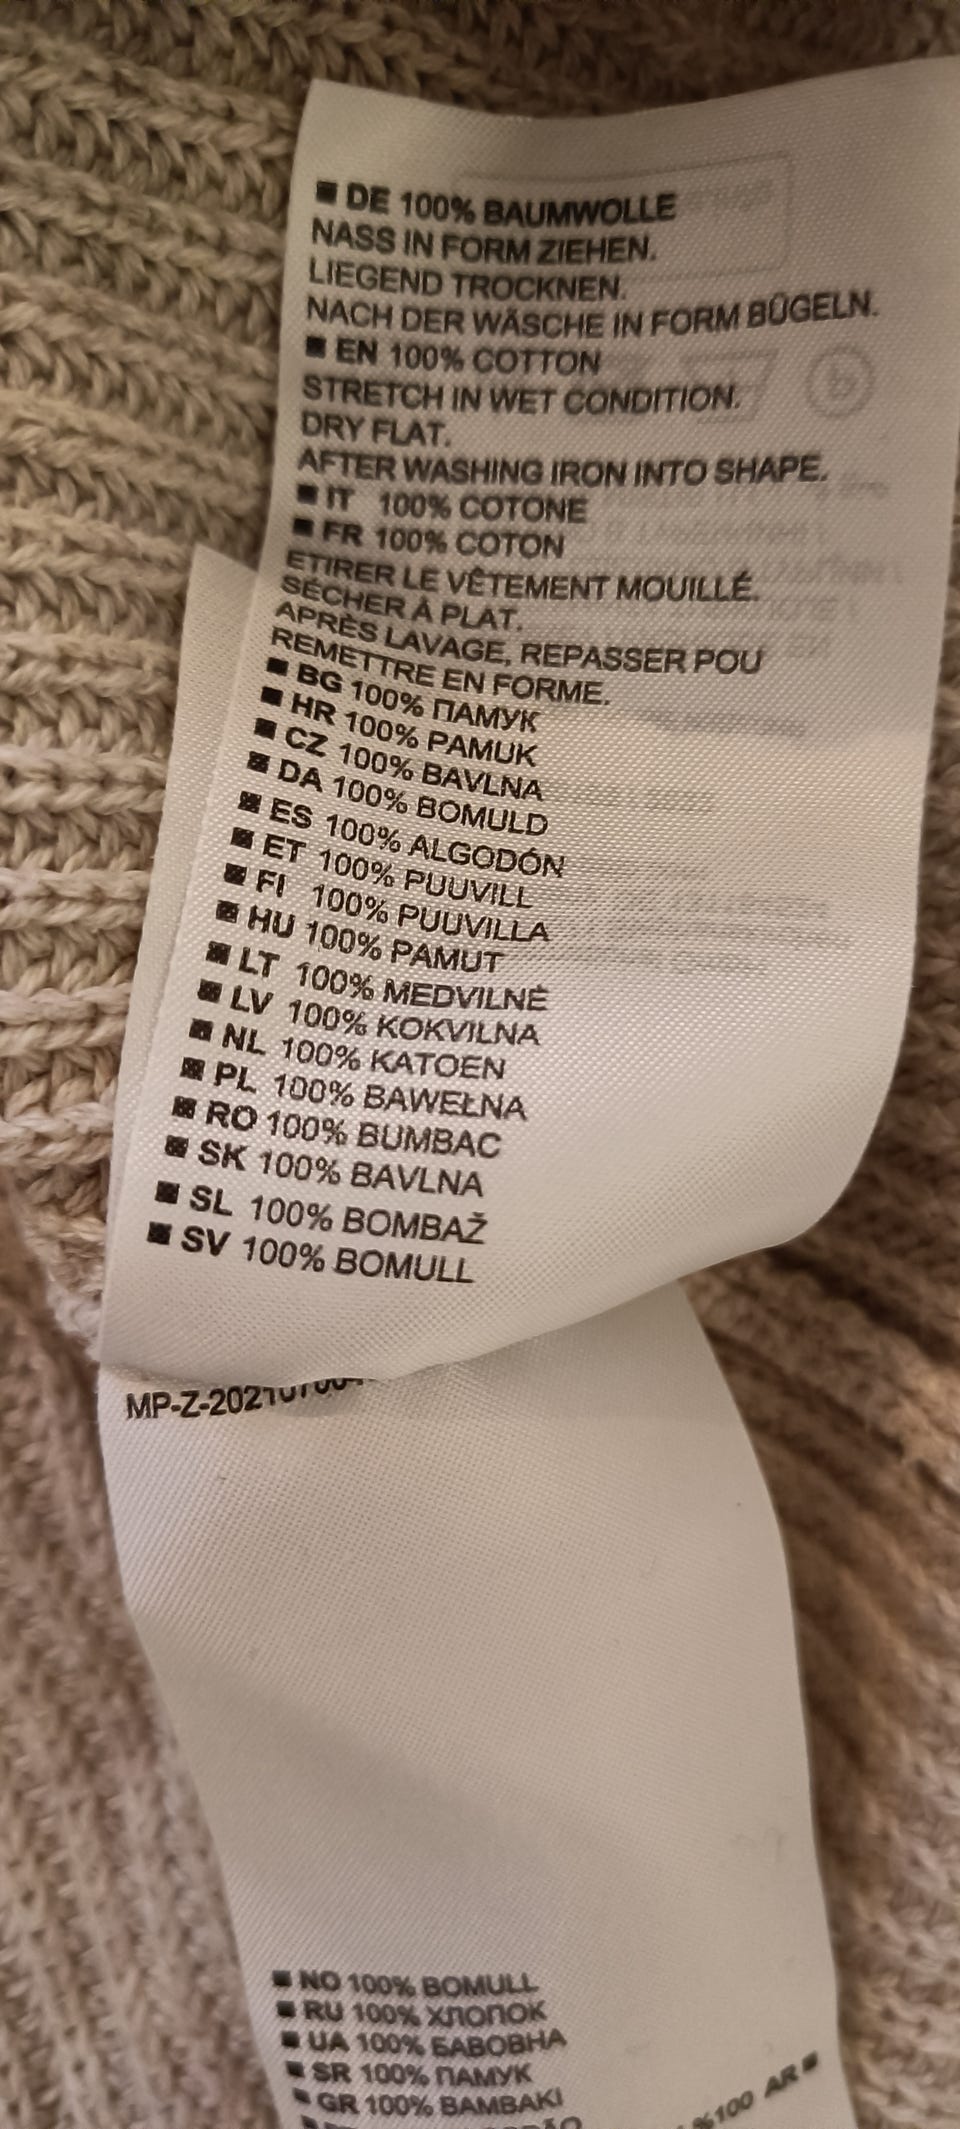 ■ DE 100% BAUMWOLLE
NASS IN FORM ZIEHEN.
LIEGEND TROCKNEN.
NACH DER WÄSCHE IN FORM BÜGELN.
■ EN 100% COTTON
STRETCH IN WET CONDITION.
DRY FLAT.
AFTER WASHING IRON INTO SHAPE.
■ IT 100% COTONE
■ FR 100% COTON
ETIRER LE VÊTEMENT MOUILLÉ.
SÉCHER À PLAT.
APRÈS LAVAGE, REPASSER POU
REMETTRE EN FORME.
■ BG 100% ПАМУК
■ HR 100% PAMUK
■ CZ 100% BAVLNA
■ DA 100% BOMULD
■ ES 100% ALGODÓN
■ ET 100% PUUVILL
■ FI 100% PUUVILLA
■ HU 100% PAMUT
■ LT 100% MEDVILNĖ
■ LV 100% KOKVILNA
■ NL 100% KATOEN
■ PL 100% BAWEŁNA
■ RO 100% BUMBAC
■ SK 100% BAVLNA
■ SL 100% BOMBAŽ
■ SV 100% BOMULL
■ NO 100% BOMULL
■ RU 100% ХЛОПОК
■ UA 100% БАВОВНА
■ SR 100% ПАМУК
■ GR 100% ΒΑΜΒΑΚΙ
%100 AR ■